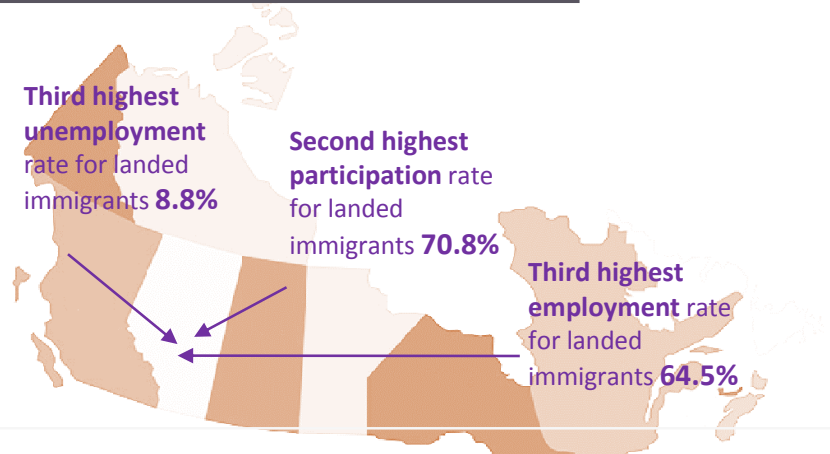 Third highest
unemployment
rate for landed
immigrants 8.8%
Second highest
participation rate
for landed
immigrants 70.8%
Third highest
employment rate
for landed
immigrants 64.5%